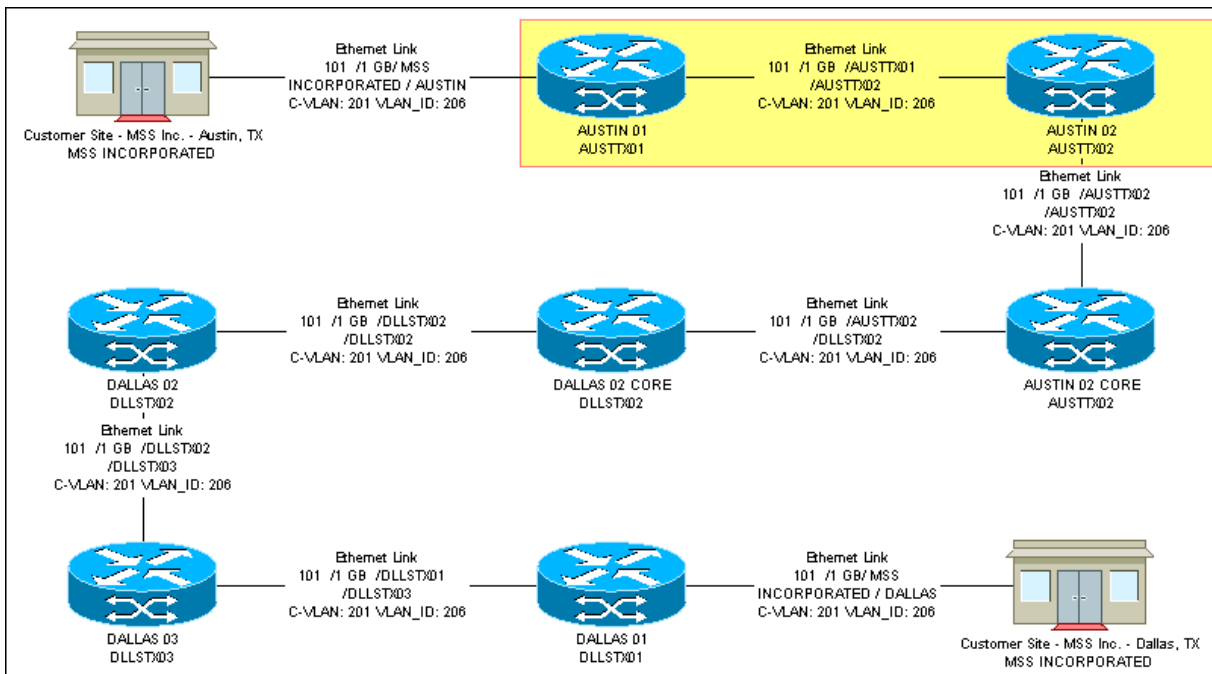 Ethernet Link
101 /1 GB/ MSS
INCORPORATED / AUSTIN
C-VLAN: 201 VLAN_ID: 206
Ethernet Link
101 /1 GB /AUSTTX01
/AUSTTX02
C-VLAN: 201 VLAN_ID: 206
Customer Site - MSS Inc. - Austin, TX
MSS INCORPORATED
AUSTIN 01
AUSTTX01
AUSTIN 02
AUSTTX02
Ethernet Link
101 /1 GB /AUSTTX02
/AUSTTX02
C-VLAN: 201 VLAN_ID: 206
Ethernet Link
101 /1 GB /DLLSTX02
/DLLSTX02
C-VLAN: 201 VLAN_ID: 206
Ethernet Link
101 /1 GB /AUSTTX02
/DLLSTX02
C-VLAN: 201 VLAN_ID: 206
DALLAS 02
DLLSTX02
DALLAS 02 CORE
DLLSTX02
AUSTIN 02 CORE
AUSTTX02
Ethernet Link
101 /1 GB /DLLSTX02
/DLLSTX03
C-VLAN: 201 VLAN_ID: 206
Ethernet Link
101 /1 GB /DLLSTX01
/DLLSTX03
C-VLAN: 201 VLAN_ID: 206
Ethernet Link
101 /1 GB/ MSS
INCORPORATED / DALLAS
C-VLAN: 201 VLAN_ID: 206
DALLAS 03
DLLSTX03
DALLAS 01
DLLSTX01
Customer Site - MSS Inc. - Dallas, TX
MSS INCORPORATED